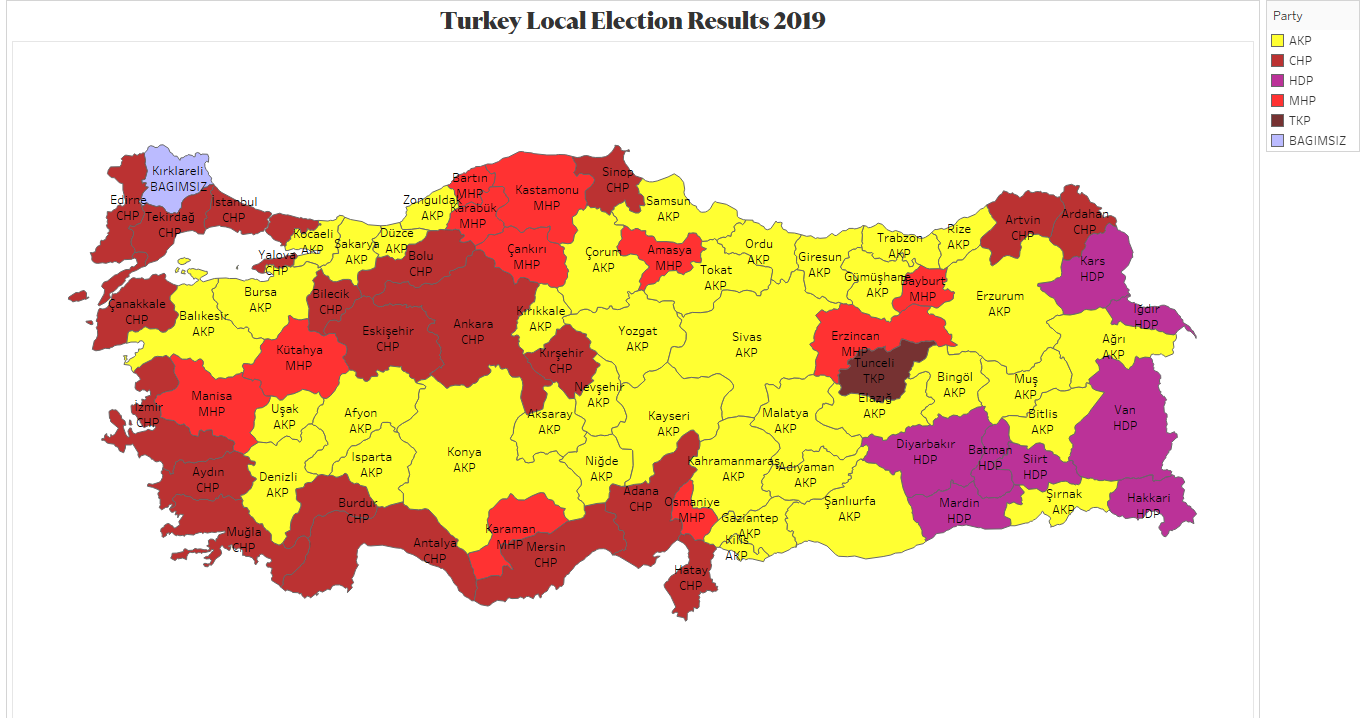 Turkey Local Election Results 2019
Party
AKP
CHP
HDP
MHP
TKP
BAGIMSIZ
Kırklareli
BAGIMSIZ
Edirne
CHP
Tekirdağ
CHP
İstanbul
CHP
Kocaeli
AKP
Yalova
CHP
Sakarya
AKP
Düzce
AKP
Zonguldak
AKP
Bartın
MHP
Karabük
MHP
Kastamonu
MHP
Sinop
CHP
Samsun
AKP
Bolu
CHP
Çankırı
MHP
Çorum
AKP
Amasya
MHP
Tokat
AKP
Ordu
AKP
Giresun
AKP
Trabzon
AKP
Gümüşhane
AKP
Rize
AKP
Bayburt
MHP
Artvin
CHP
Ardahan
CHP
Kars
HDP
Iğdır
HDP
Erzurum
AKP
Ağrı
AKP
Çanakkale
CHP
Balıkesir
AKP
Bursa
AKP
Bilecik
CHP
Eskişehir
CHP
Ankara
CHP
Kırıkkale
AKP
Kırşehir
CHP
Yozgat
AKP
Sivas
AKP
Erzincan
MHP
Tunceli
TKP
Bingöl
AKP
Muş
AKP
Bitlis
AKP
Van
HDP
Kütahya
MHP
Manisa
MHP
İzmir
CHP
Uşak
AKP
Afyon
AKP
Konya
AKP
Aksaray
AKP
Nevşehir
AKP
Kayseri
AKP
Malatya
AKP
Elazığ
AKP
Diyarbakır
HDP
Batman
HDP
Siirt
HDP
Şırnak
AKP
Hakkari
HDP
Mardin
HDP
Aydın
CHP
Denizli
AKP
Isparta
AKP
Burdur
CHP
Muğla
CHP
Antalya
CHP
Karaman
MHP
Mersin
CHP
Niğde
AKP
Adana
CHP
Kahramanmaraş
AKP
Adıyaman
AKP
Şanlıurfa
AKP
Osmaniye
MHP
Gaziantep
AKP
Kilis
AKP
Hatay
CHP